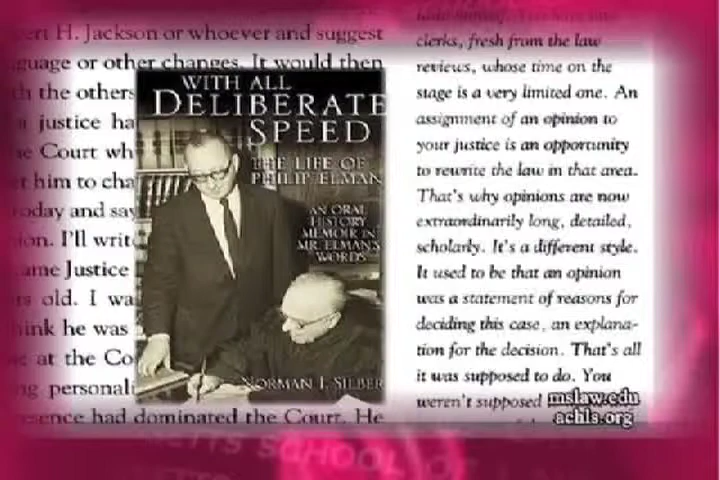 ert H. Jackson or whoever and suggest
guage or other changes. It would then
h the others
justice ha
e Court wh
t him to cha
oday and say
ion. I'll write
ame Justice
rs old. I wa
hink he was
e at the Co
ng personali
esence had dominated the Court. He
WITH ALL
DELIBERATE
SPEED
THE LIFE OF
PHILIP ELMAN
AN ORAL
HISTORY
MEMOIR IN
MR. ELMAN'S
WORDS
NORMAN I. SILBER
clerks, fresh from the law
reviews, whose time on the
stage is a very limited one. An
assignment of an opinion to
your justice is an opportunity
to rewrite the law in that area.
That's why opinions are now
extraordinarily long, detailed,
scholarly. It's a different style.
It used to be that an opinion
was a statement of reasons for
deciding this case, an explana-
tion for the decision. That's all
it was supposed to do. You
weren't supposed
mslaw.edu
achls.org
SCHOOL OF